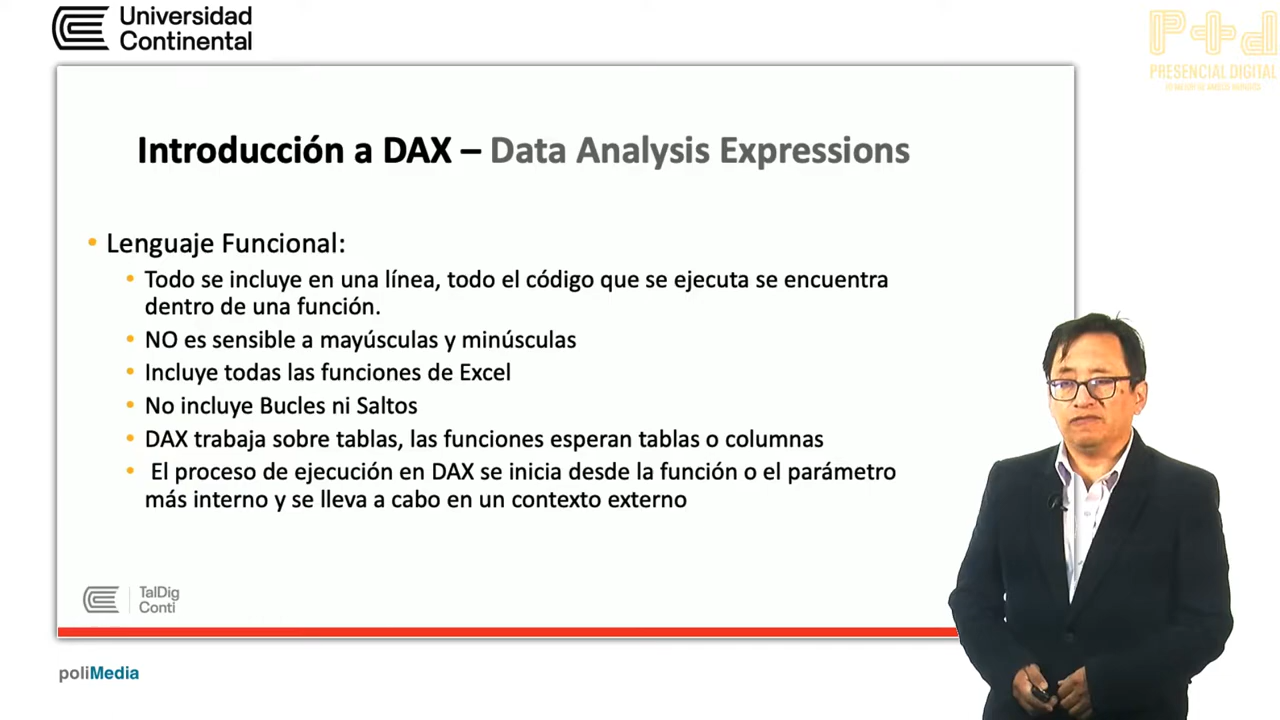 Universidad
Continental
PRESENCIAL DIGITAL
Introducción a DAX – Data Analysis Expressions
• Lenguaje Funcional:
• Todo se incluye en una línea, todo el código que se ejecuta se encuentra
dentro de una función.
• NO es sensible a mayúsculas y minúsculas
• Incluye todas las funciones de Excel
• No incluye Bucles ni Saltos
• DAX trabaja sobre tablas, las funciones esperan tablas o columnas
• El proceso de ejecución en DAX se inicia desde la función o el parámetro
más interno y se lleva a cabo en un contexto externo
TalDig
Conti
poliMedia